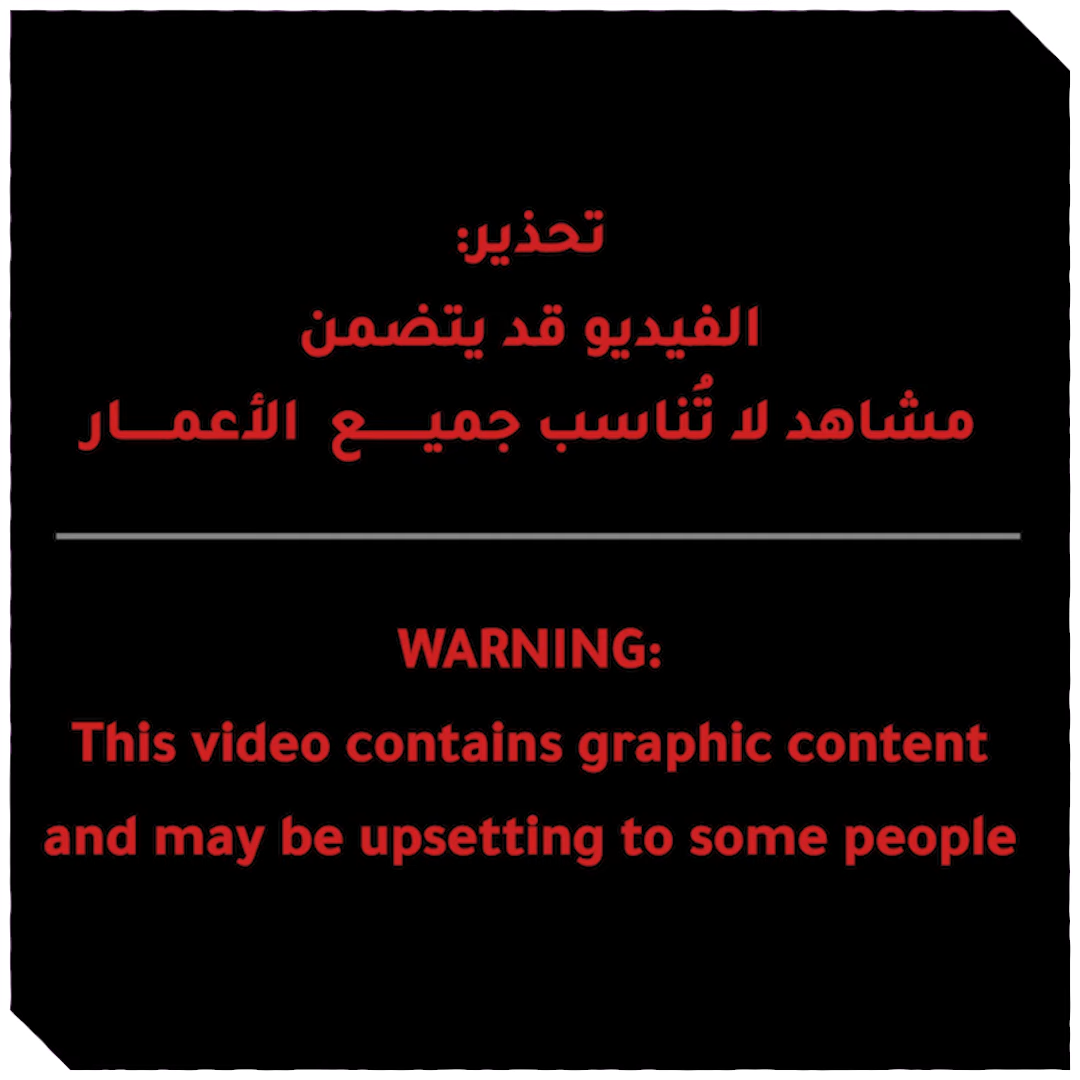 تحذير:
الفيديو قد يتضمن
مشاهد لا تُناسب جميـــع الأعمـــار
WARNING:
This video contains graphic content
and may be upsetting to some people